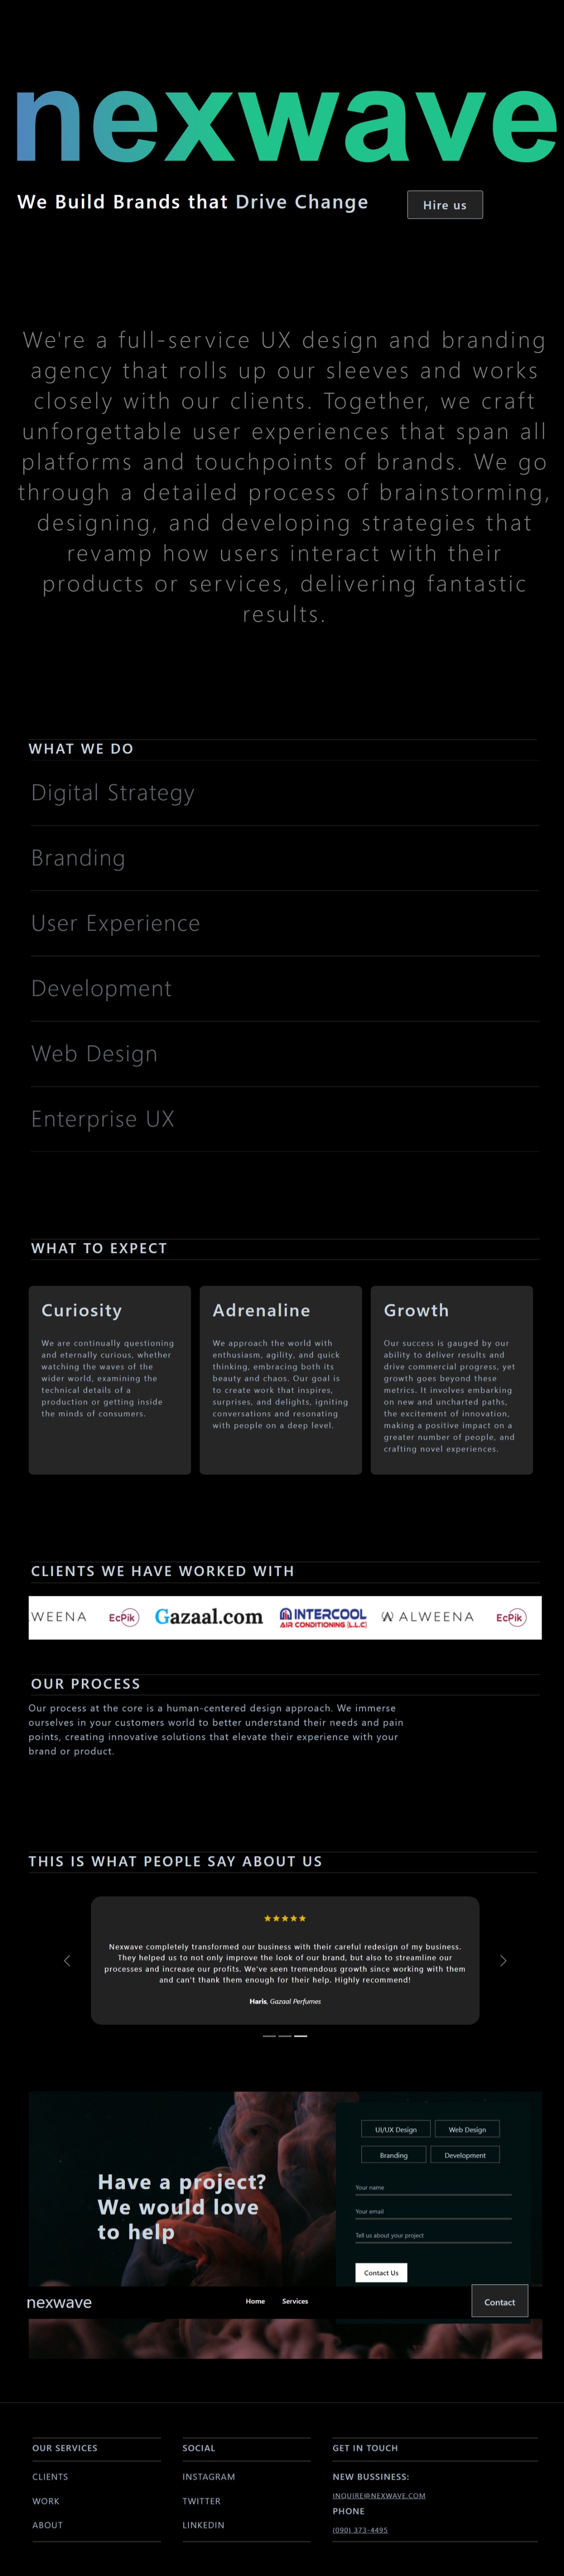 nexwave
We Build Brands that Drive Change
Hire us
We're a full-service UX design and branding
agency that rolls up our sleeves and works
closely with our clients. Together, we craft
unforgettable user experiences that span all
platforms and touchpoints of brands. We go
through a detailed process of brainstorming,
designing, and developing strategies that
revamp how users interact with their
products or services, delivering fantastic
results.
WHAT WE DO
Digital Strategy
Branding
User Experience
Development
Web Design
Enterprise UX
WHAT TO EXPECT
Curiosity
We are continually questioning
and eternally curious, whether
watching the waves of the
wider world, examining the
technical details of a
production or getting inside
the minds of consumers.
Adrenaline
We approach the world with
enthusiasm, agility, and quick
thinking, embracing both its
beauty and chaos. Our goal is
to create work that inspires,
surprises, and delights, igniting
conversations and resonating
with people on a deep level.
Growth
Our success is gauged by our
ability to deliver results and
drive commercial progress, yet
growth goes beyond these
metrics. It involves embarking
on new and uncharted paths,
the excitement of innovation,
making a positive impact on a
greater number of people, and
crafting novel experiences.
CLIENTS WE HAVE WORKED WITH
WEENA
EcPik
Gazaal.com
INTERCOOL
AIR CONDITIONING (L.L.C)
ALWEENA
EcPik
OUR PROCESS
Our process at the core is a human-centered design approach. We immerse
ourselves in your customers world to better understand their needs and pain
points, creating innovative solutions that elevate their experience with your
brand or product.
THIS IS WHAT PEOPLE SAY ABOUT US
Nexwave completely transformed our business with their careful redesign of my business.
They helped us to not only improve the look of our brand, but also to streamline our
processes and increase our profits. We've seen tremendous growth since working with them
and can't thank them enough for their help. Highly recommend!
Haris, Gazaal Perfumes
Have a project?
We would love
to help
UI/UX Design
Web Design
Branding
Development
Your name
Your email
Tell us about your project
Contact Us
nexwave
Home
Services
Contact
OUR SERVICES
CLIENTS
WORK
ABOUT
SOCIAL
INSTAGRAM
TWITTER
LINKEDIN
GET IN TOUCH
NEW BUSSINESS:
INQUIRE@NEXWAVE.COM
PHONE
(090) 373-4495